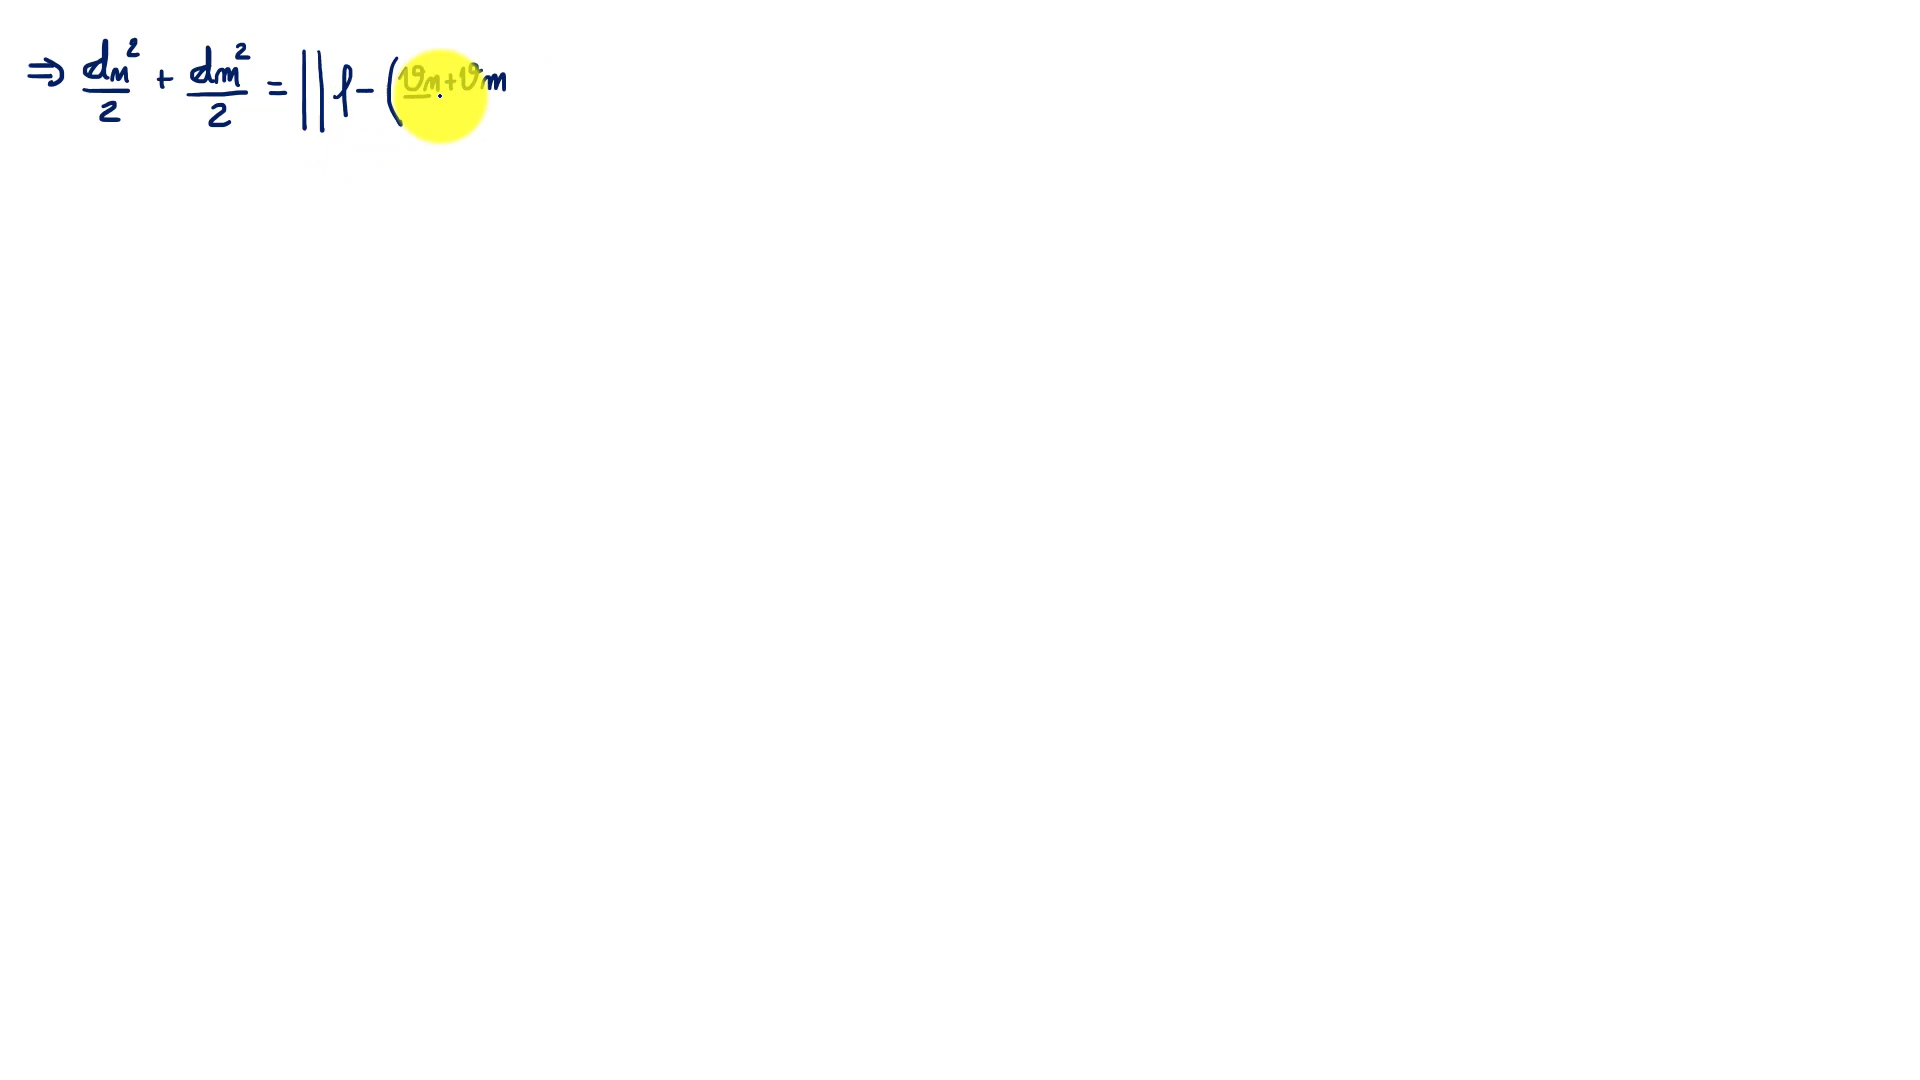 ⇒ dn²/2 + dm²/2 = || f - (vn + vm